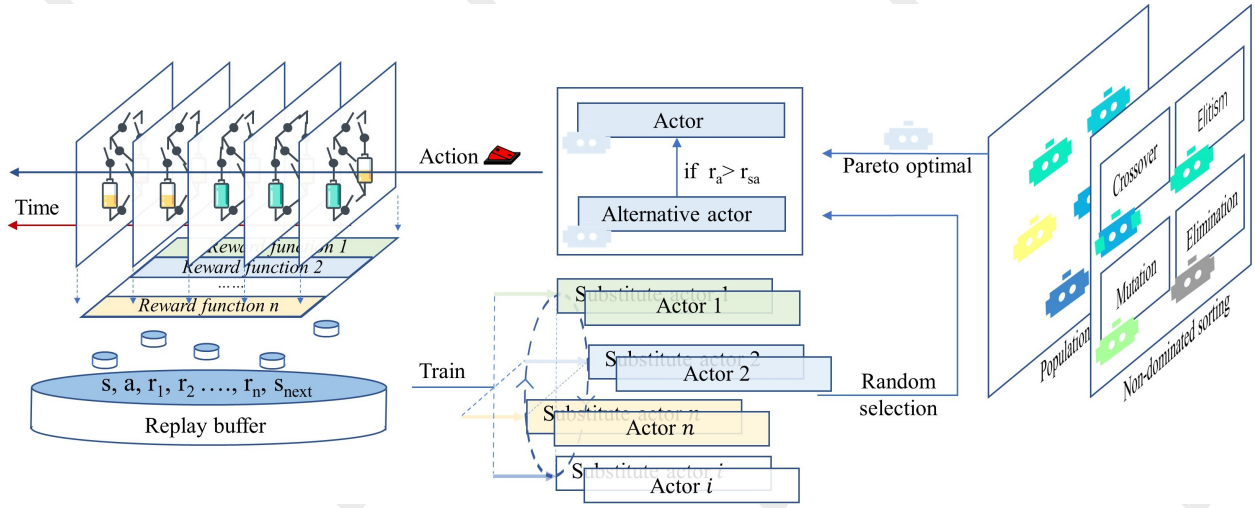 Action
Time
Reward function 1
Reward function 2
……
Reward function n
s, a, r1, r2 …., rn, snext
Replay buffer
Train
Actor
if ra> rsa
Alternative actor
Substitute actor 1
Actor 1
Substitute actor 2
Actor 2
Substitute actor n
Actor n
Substitute actor i
Actor i
Pareto optimal
Random
selection
Population
Elitism
Crossover
Elimination
Mutation
Non-dominated sorting